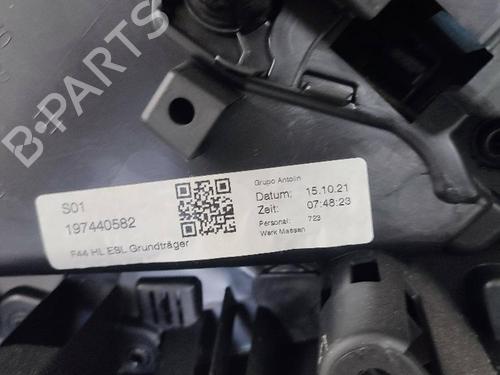 B-PARTS
S01
197440582
F44 HL ESL Grundträger
Grupo Antolin
Datum: 15.10.21
Zeit: 07:48:23
Personal: 723
Werk Massen